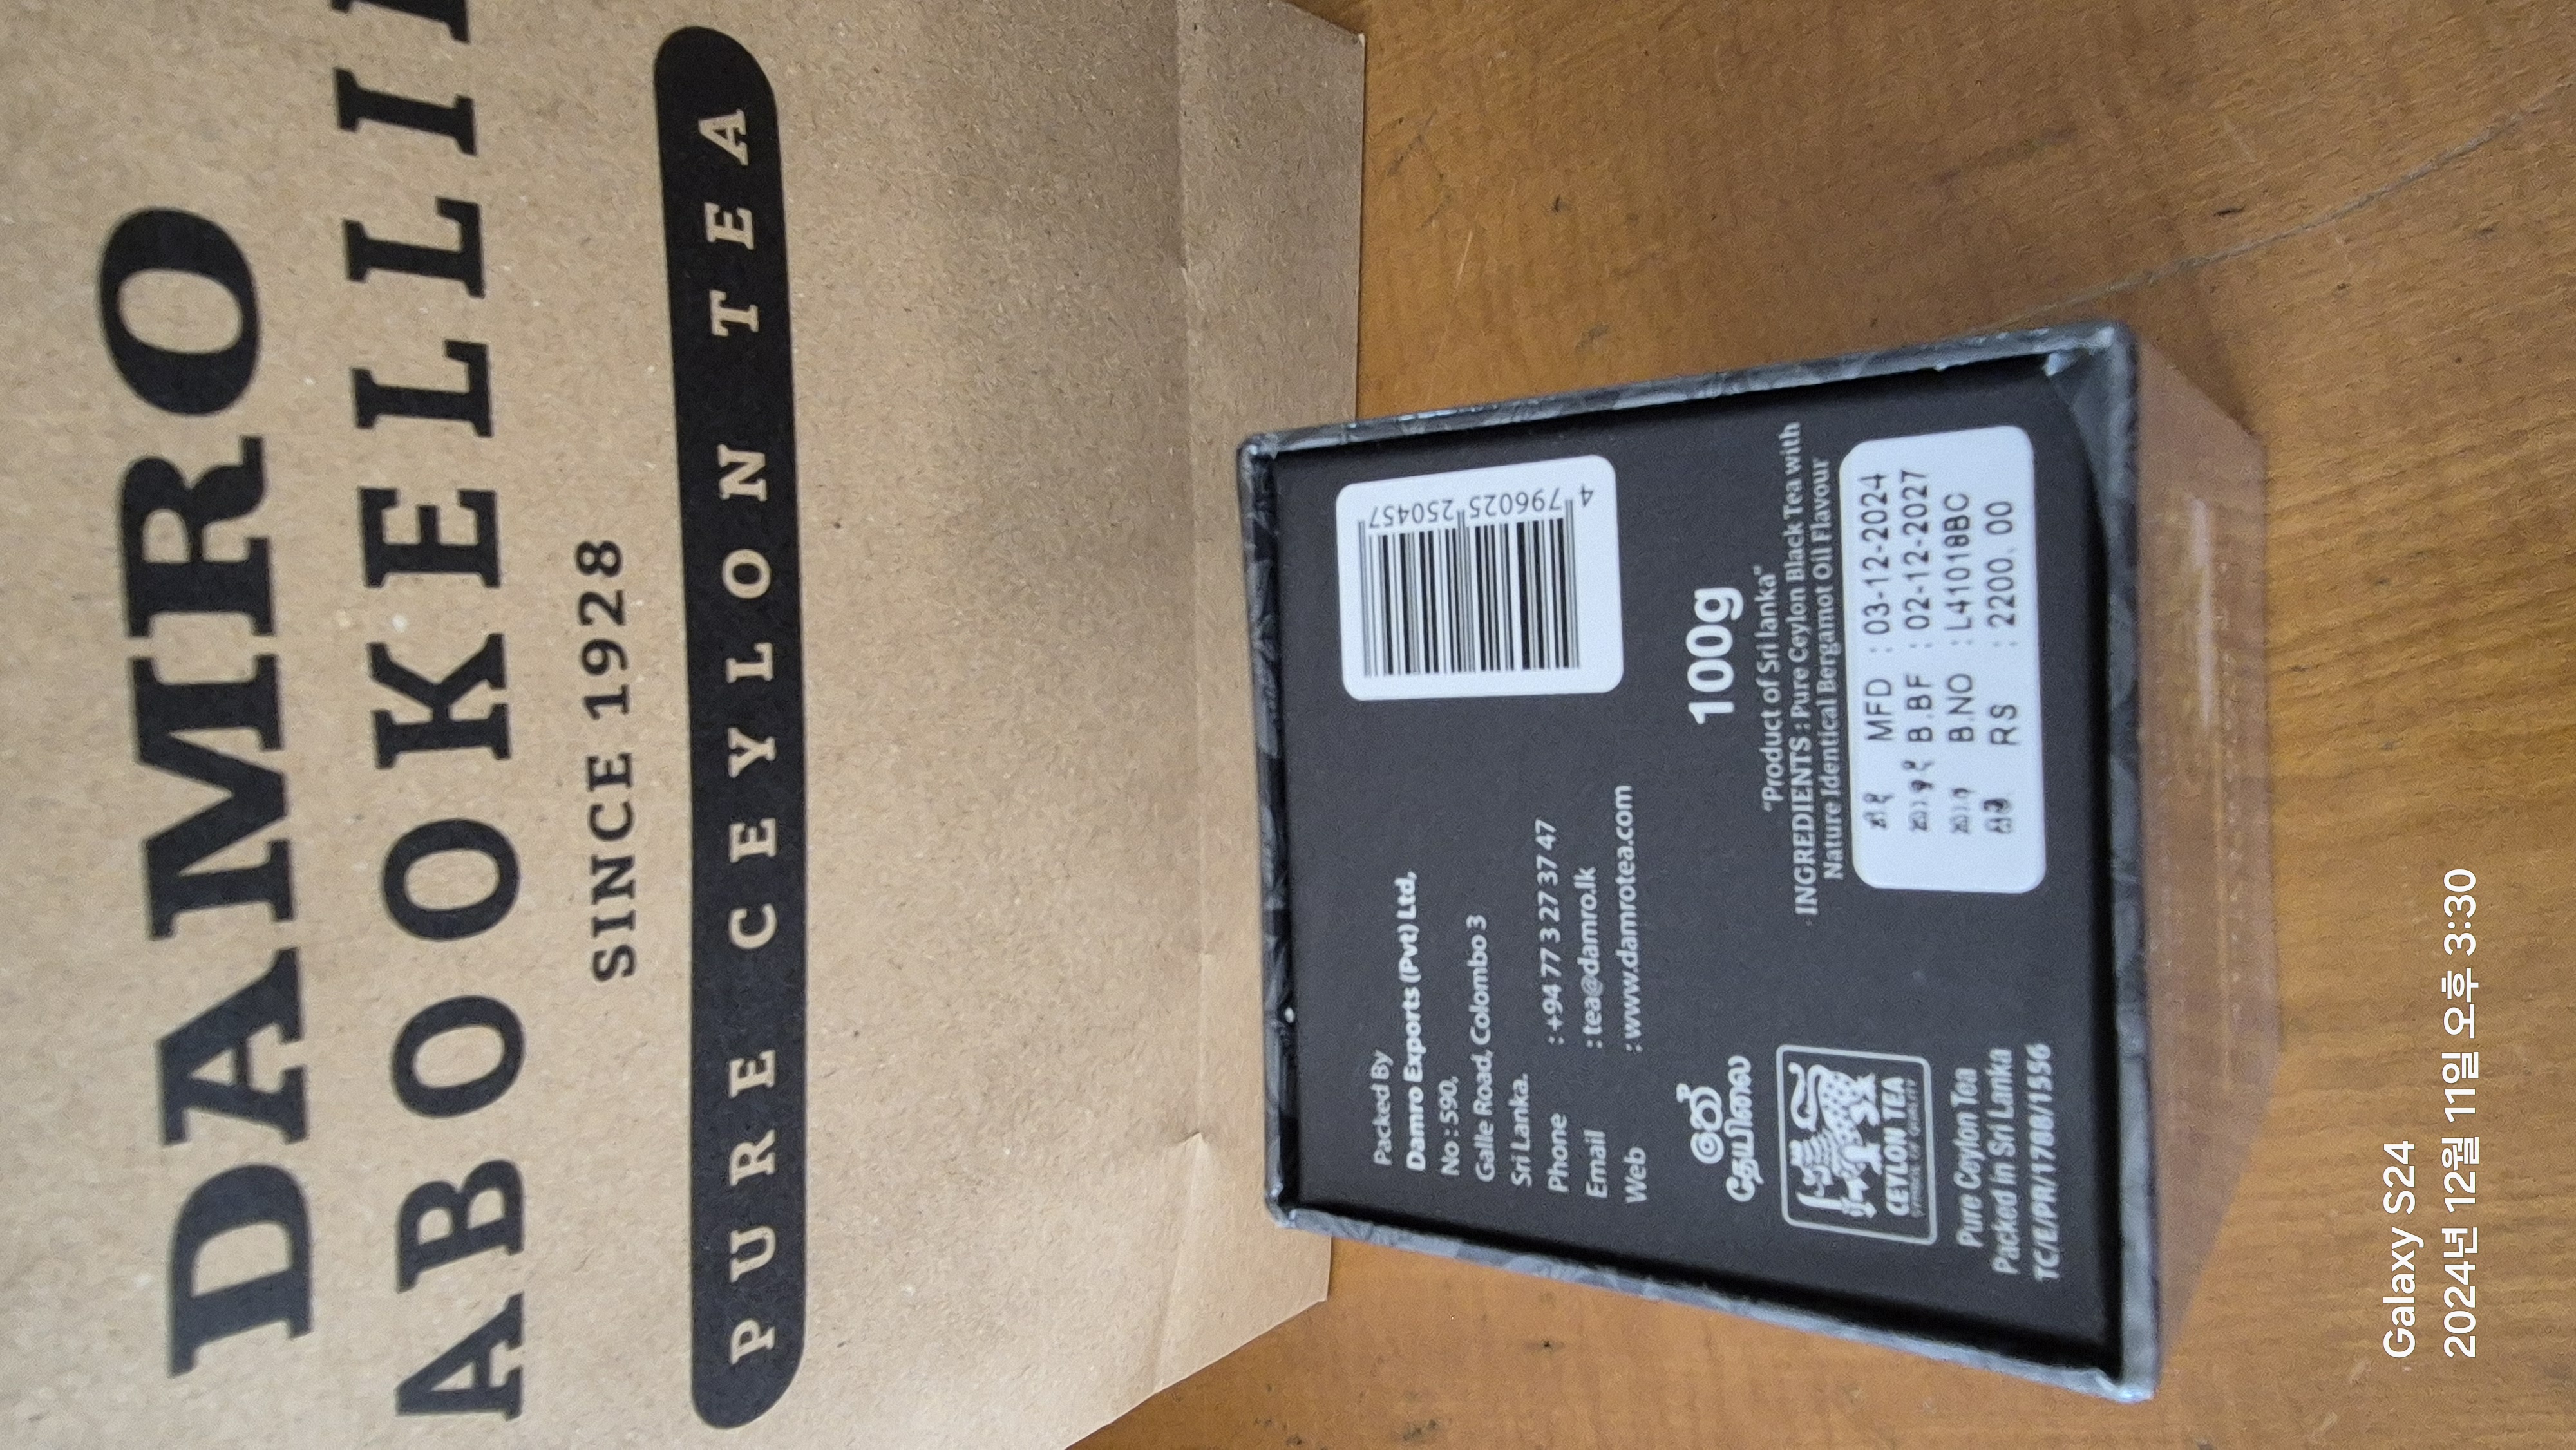 DAMRO
ABOOKELLI
SINCE 1928
PURE CEYLON TEA
Packed By
Damro Exports (Pvt) Ltd,
No : 590,
Galle Road, Colombo 3
Sri Lanka.
Phone : +94 77 3 27 37 47
Email : tea@damro.lk
Web : www.damrotea.com
4 796025 250457
100g
"Product of Sri lanka"
INGREDIENTS : Pure Ceylon Black Tea with
Nature Identical Bergamot Oil Flavour
තේ
தேயிலை
CEYLON TEA
SYMBOL OF QUALITY
Pure Ceylon Tea
Packed in Sri Lanka
TC/E/PR/1788/1556
MFD : 03-12-2024
B.BF : 02-12-2027
B.NO : L41018BC
RS : 2200.00
Galaxy S24
2024년 12월 11일 오후 3:30